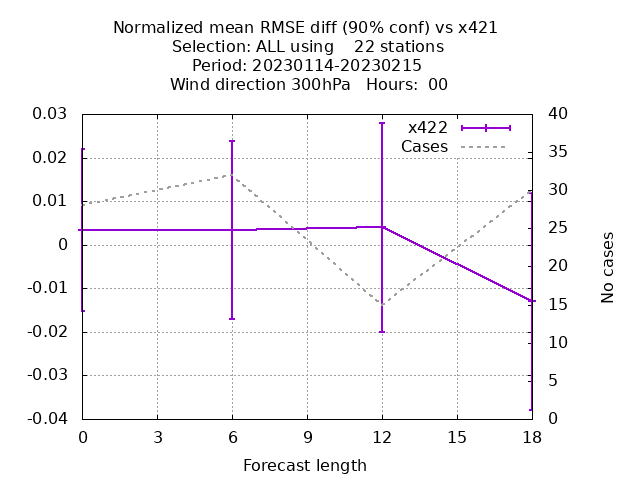 Normalized mean RMSE diff (90% conf) vs x421
Selection: ALL using    22 stations
Period: 20230114-20230215
Wind direction 300hPa   Hours:  00
x422
Cases
0.03
0.02
0.01
0
-0.01
-0.02
-0.03
-0.04
40
35
30
25
20
15
10
5
0
No cases
0 3 6 9 12 15 18
Forecast length